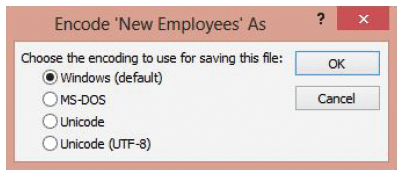 Encode 'New Employees' As
?
×
Choose the encoding to use for saving this file:
Windows (default)
MS-DOS
Unicode
Unicode (UTF-8)
OK
Cancel